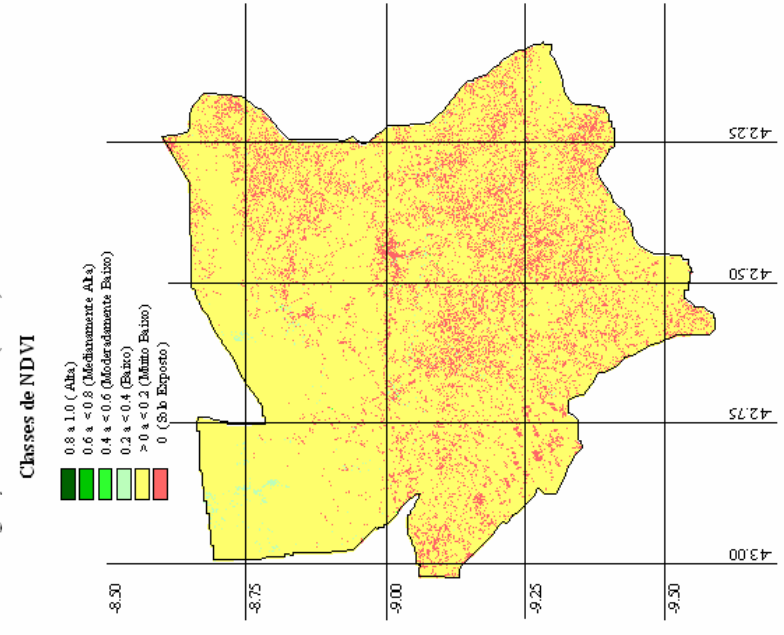 Classes de NDVI
0.8 a 1.0 (Alta)
0.6 a < 0.8 (Medianamente Alta)
0.4 a < 0.6 (Moderadamente Baixo)
0.2 a < 0.4 (Baixo)
> 0 a < 0.2 (Muito Baixo)
0 (Solo Exposto)
-8.50
-8.75
-9.00
-9.25
-9.50
-43.00
-42.75
-42.50
-42.25